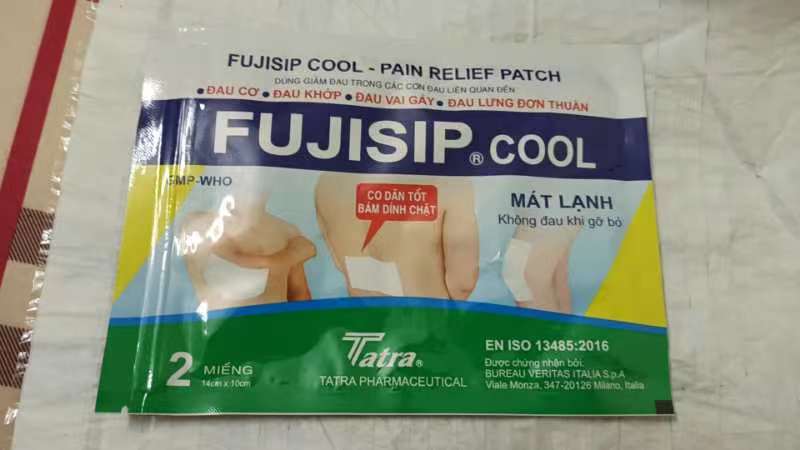 FUJISIP COOL - PAIN RELIEF PATCH
DÙNG GIẢM ĐAU TRONG CÁC CƠN ĐAU LIÊN QUAN ĐẾN
• ĐAU CƠ • ĐAU KHỚP • ĐAU VAI GÁY • ĐAU LƯNG ĐƠN THUẦN
FUJISIP® COOL
GMP-WHO
CO DÃN TỐT
BÁM DÍNH CHẶT
MÁT LẠNH
Không đau khi gỡ bỏ
2 MIẾNG
14cm x 10cm
Tatra®
TATRA PHARMACEUTICAL
EN ISO 13485:2016
Được chứng nhận bởi:
BUREAU VERITAS ITALIA S.p.A
Viale Monza, 347-20126 Milano, Italia